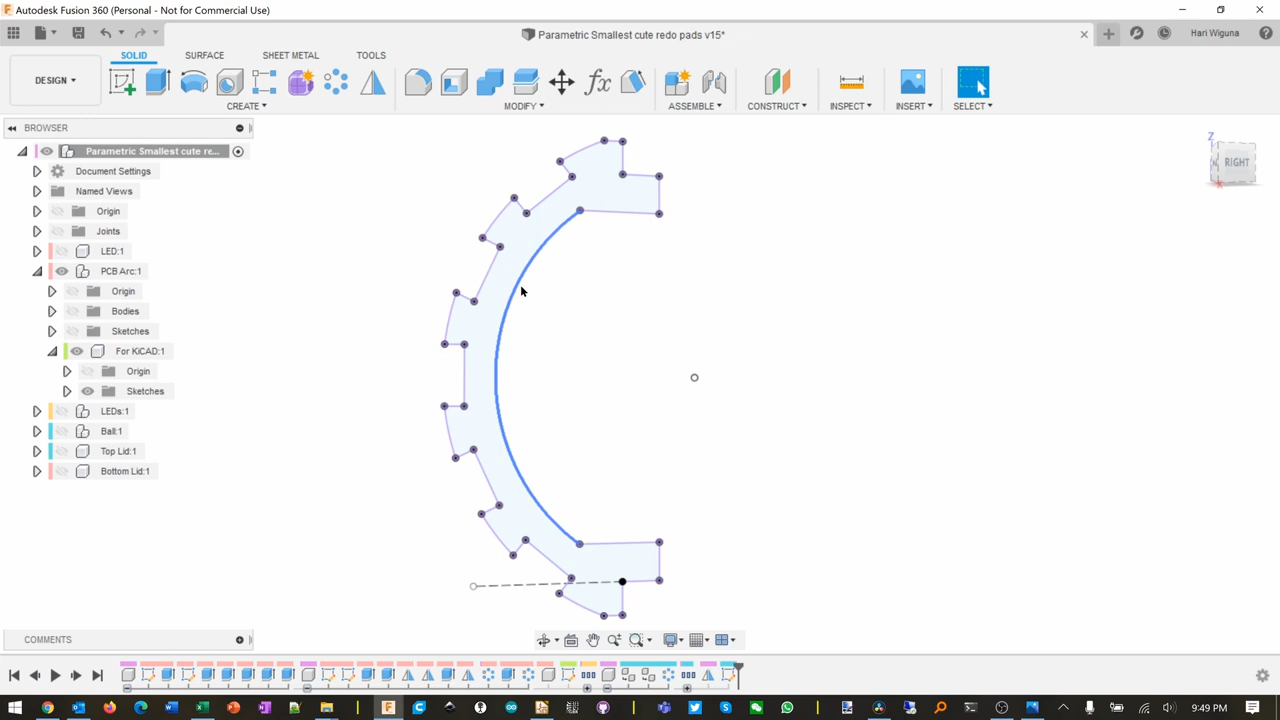 Autodesk Fusion 360 (Personal - Not for Commercial Use)
Parametric Smallest cute redo pads v15*
Hari Wiguna
SOLID SURFACE SHEET METAL TOOLS
DESIGN
CREATE MODIFY ASSEMBLE CONSTRUCT INSPECT INSERT SELECT
fx
BROWSER
Parametric Smallest cute re...
Document Settings
Named Views
Origin
Joints
LED:1
PCB Arc:1
Origin
Bodies
Sketches
For KiCAD:1
Origin
Sketches
LEDs:1
Ball:1
Top Lid:1
Bottom Lid:1
Z
RIGHT
COMMENTS
9:49 PM